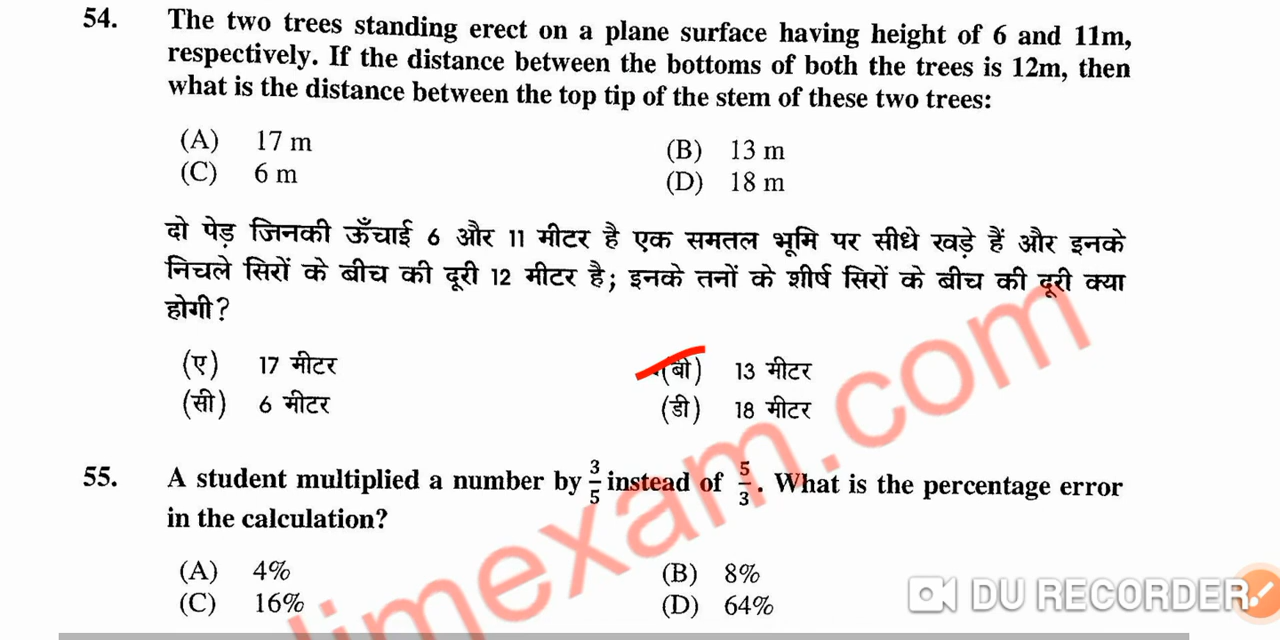 54. The two trees standing erect on a plane surface having height of 6 and 11m,
respectively. If the distance between the bottoms of both the trees is 12m, then
what is the distance between the top tip of the stem of these two trees:
(A) 17 m (B) 13 m
(C) 6 m (D) 18 m
दो पेड़ जिनकी ऊँचाई 6 और 11 मीटर है एक समतल भूमि पर सीधे खड़े हैं और इनके
निचले सिरों के बीच की दूरी 12 मीटर है; इनके तनों के शीर्ष सिरों के बीच की दूरी क्या
होगी?
(ए) 17 मीटर (बी) 13 मीटर
(सी) 6 मीटर (डी) 18 मीटर
55. A student multiplied a number by 3/5 instead of 5/3. What is the percentage error
in the calculation?
(A) 4% (B) 8%
(C) 16% (D) 64%
imexam.com
DU RECORDER